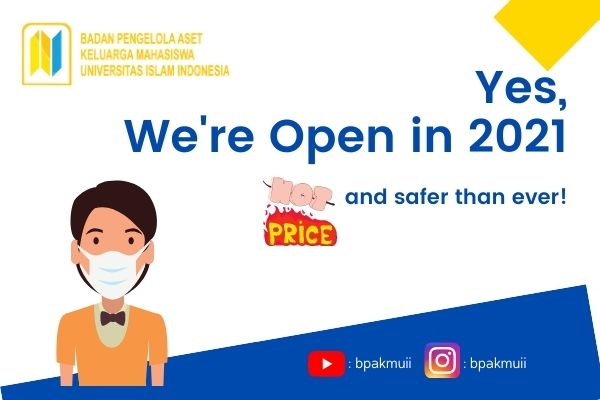 BADAN PENGELOLA ASET
KELUARGA MAHASISWA
UNIVERSITAS ISLAM INDONESIA
Yes,
We're Open in 2021
HOT
PRiCE
and safer than ever!
: bpakmuii
: bpakmuii